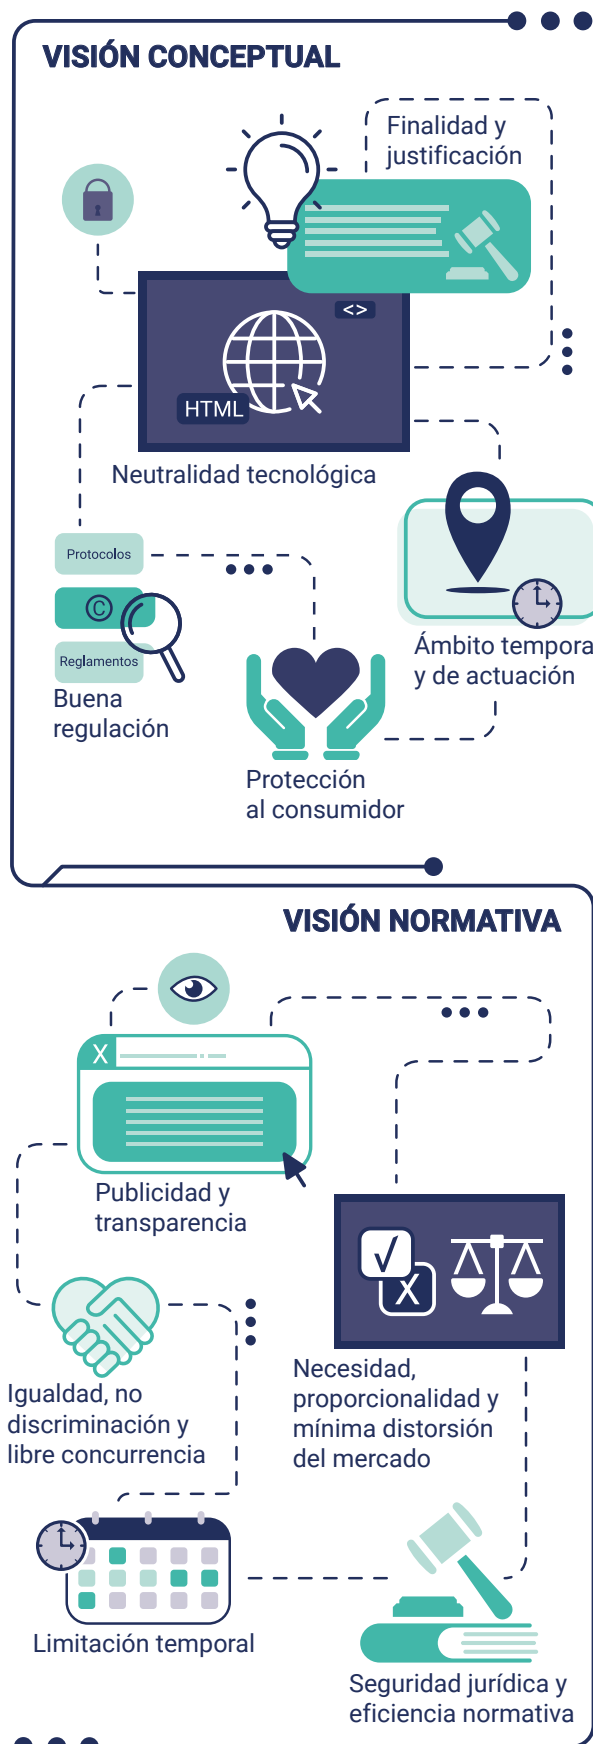 VISIÓN CONCEPTUAL
Finalidad y
justificación
<>
HTML
Neutralidad tecnológica
Protocolos
©
Reglamentos
Buena
regulación
Ámbito tempora
y de actuación
Protección
al consumidor
VISIÓN NORMATIVA
X
Publicidad y
transparencia
√
X
Igualdad, no
discriminación y
libre concurrencia
Necesidad,
proporcionalidad y
mínima distorsión
del mercado
Limitación temporal
Seguridad jurídica y
eficiencia normativa